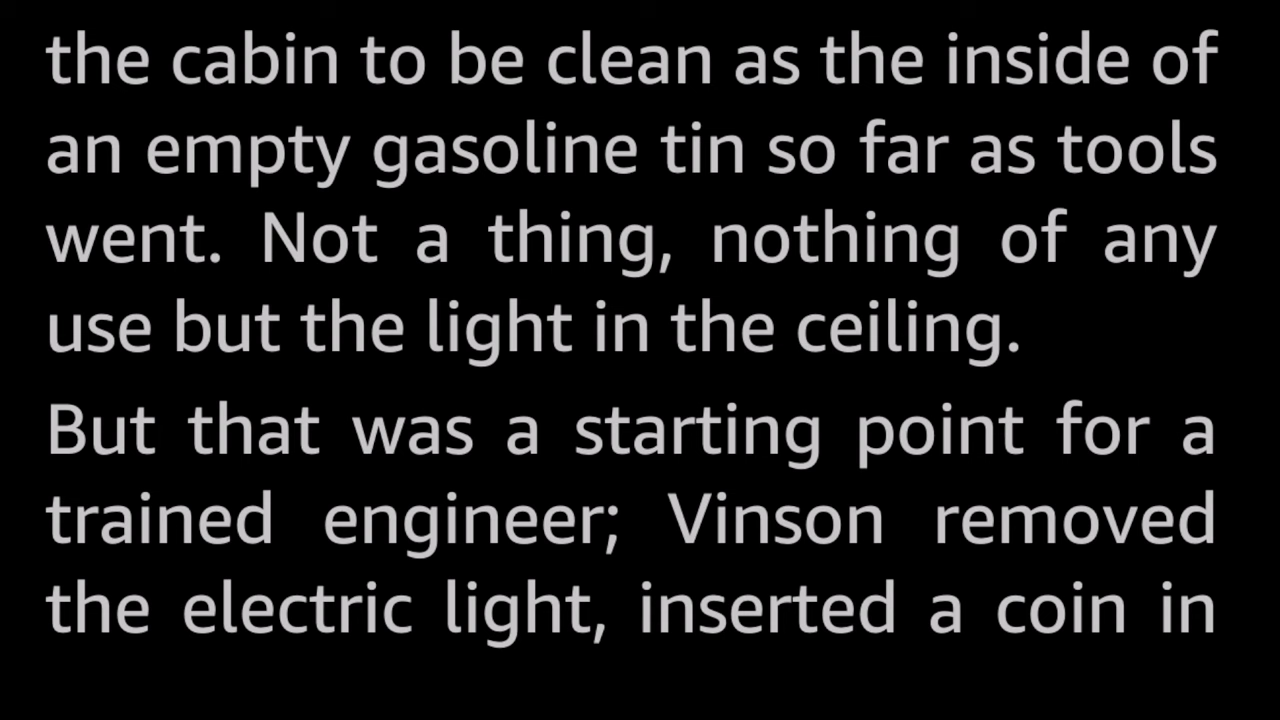 the cabin to be clean as the inside of
an empty gasoline tin so far as tools
went. Not a thing, nothing of any
use but the light in the ceiling.
But that was a starting point for a
trained engineer; Vinson removed
the electric light, inserted a coin in